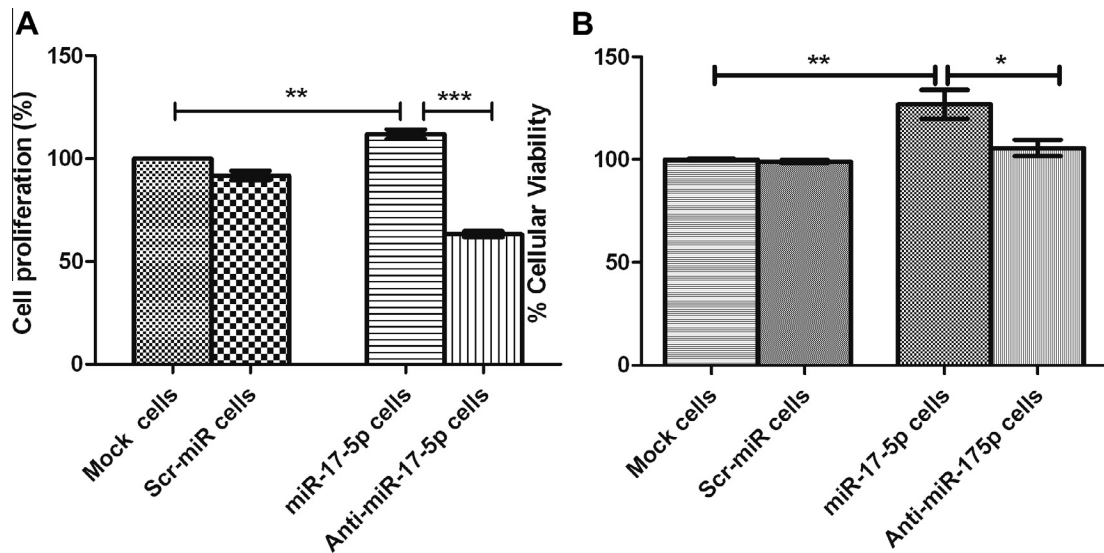 A
Cell proliferation (%)
150
100
50
0
**
***
Mock cells
Scr-miR cells
miR-17-5p cells
Anti-miR-17-5p cells
B
% Cellular Viability
150
100
50
0
**
*
Mock cells
Scr-miR cells
miR-17-5p cells
Anti-miR-175p cells